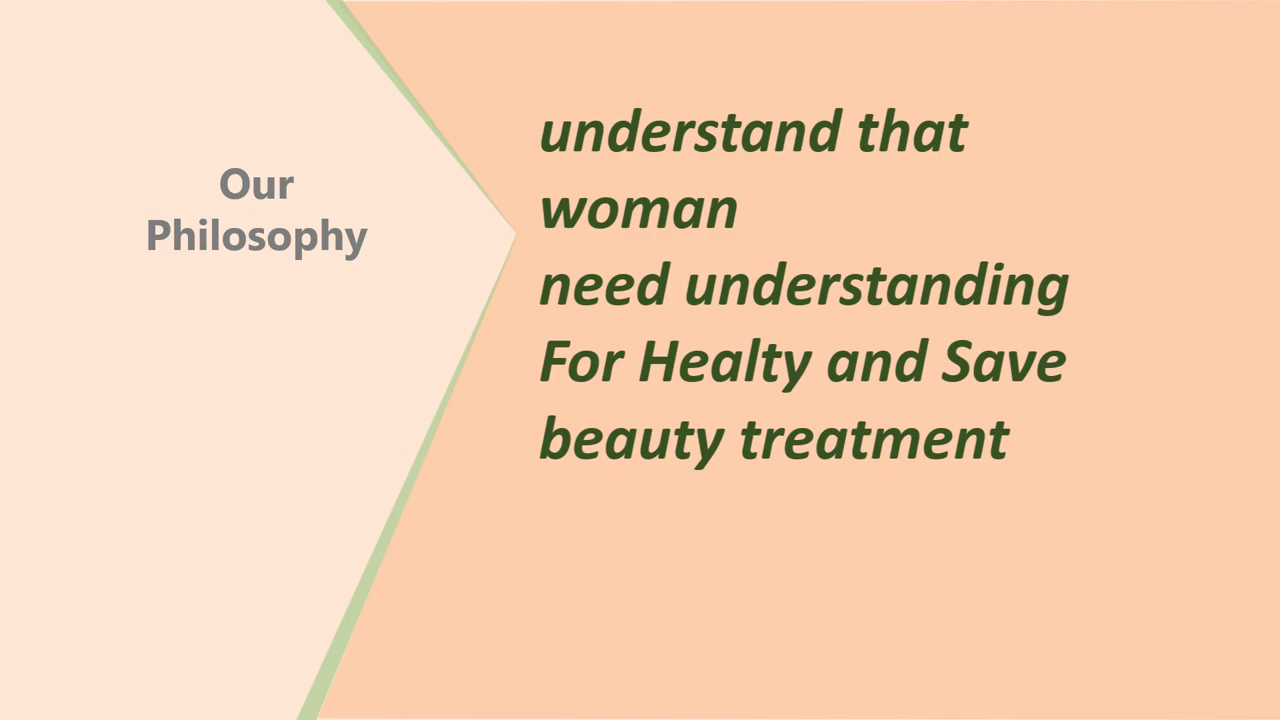 Our
Philosophy
understand that
woman
need understanding
For Healty and Save
beauty treatment